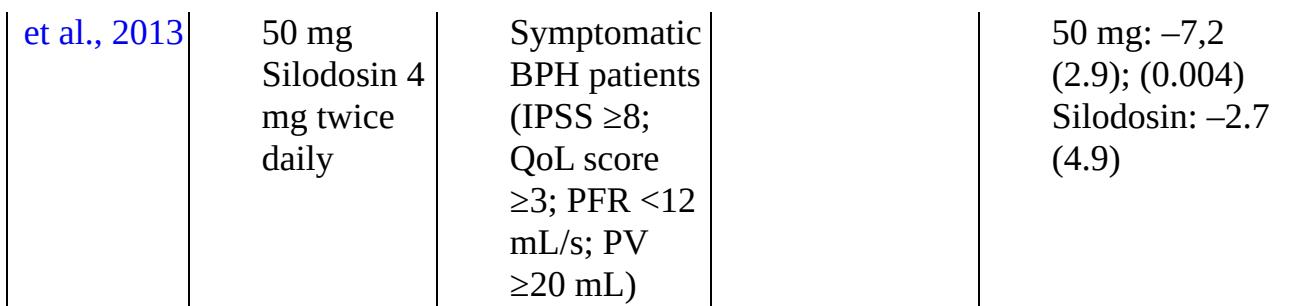 et al., 2013
50 mg
Silodosin 4
mg twice
daily
Symptomatic
BPH patients
(IPSS ≥8;
QoL score
≥3; PFR <12
mL/s; PV
≥20 mL)
50 mg: –7,2
(2.9); (0.004)
Silodosin: –2.7
(4.9)